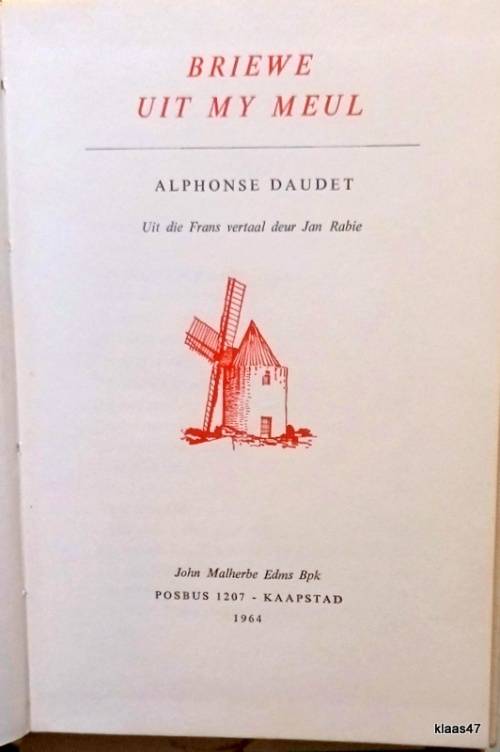 BRIEWE
UIT MY MEUL
ALPHONSE DAUDET
Uit die Frans vertaal deur Jan Rabie
John Malherbe Edms Bpk
POSBUS 1207 - KAAPSTAD
1964
klaas47